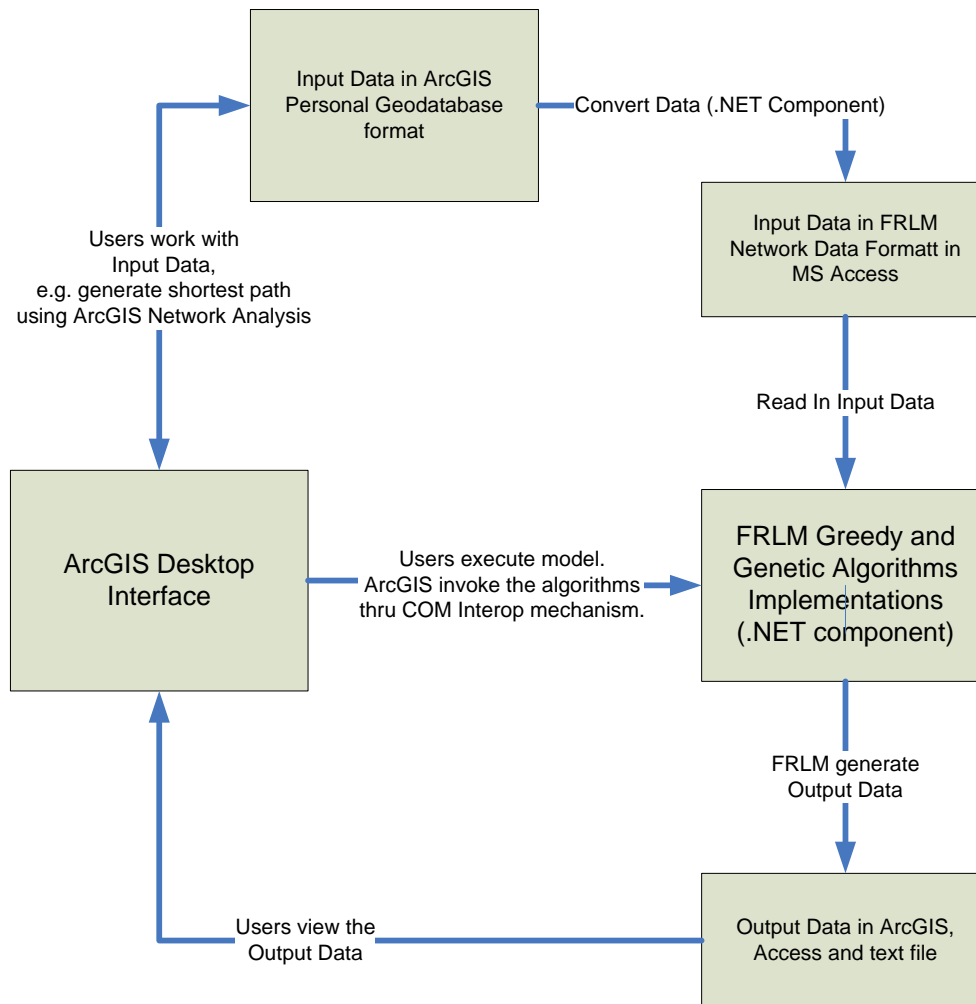 Input Data in ArcGIS
Personal Geodatabase
format
Convert Data (.NET Component)
Input Data in FRLM
Network Data Formatt in
MS Access
Users work with
Input Data,
e.g. generate shortest path
using ArcGIS Network Analysis
Read In Input Data
ArcGIS Desktop
Interface
Users execute model.
ArcGIS invoke the algorithms
thru COM Interop mechanism.
FRLM Greedy and
Genetic Algorithms
Implementations
(.NET component)
FRLM generate
Output Data
Users view the
Output Data
Output Data in ArcGIS,
Access and text file